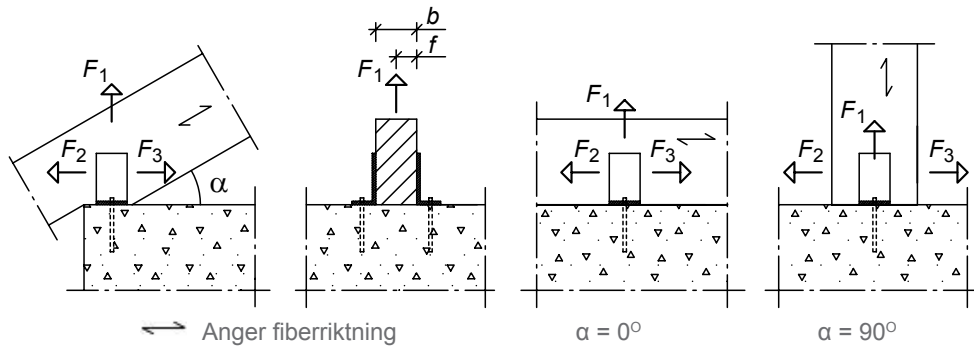 F1
F2
F3
α
b
f
F1
F1
F2
F3
F1
F2
F3
Anger fiberriktning
α = 0°
α = 90°